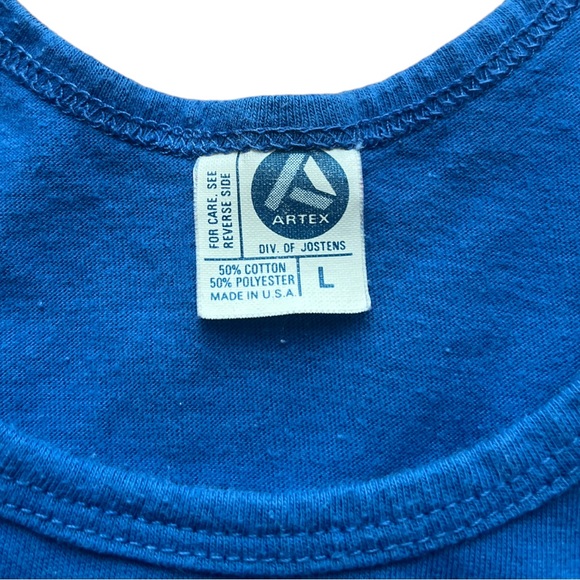 FOR CARE, SEE
REVERSE SIDE
ARTEX
DIV. OF JOSTENS
50% COTTON
50% POLYESTER
MADE IN U.S.A.
L